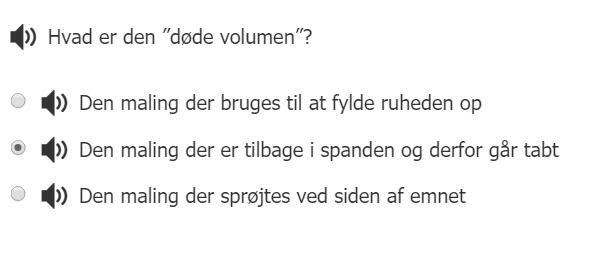 Hvad er den ”døde volumen”?
Den maling der bruges til at fylde ruheden op
Den maling der er tilbage i spanden og derfor går tabt
Den maling der sprøjtes ved siden af emnet